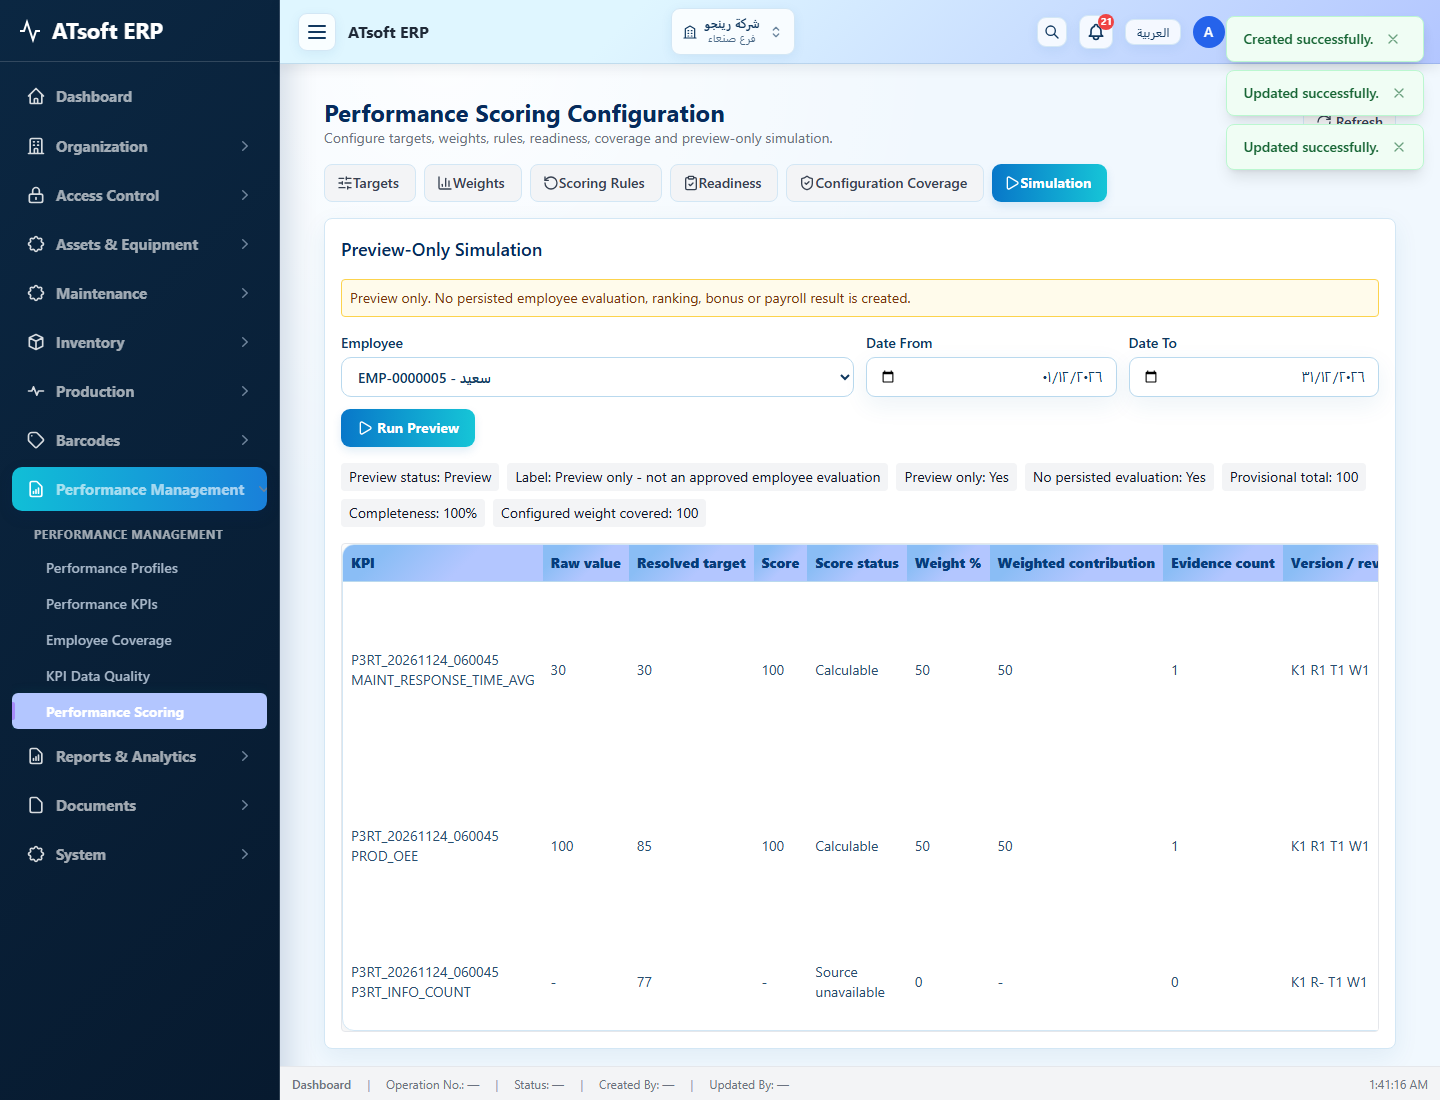 ATsoft ERP
Dashboard
Organization
Access Control
Assets & Equipment
Maintenance
Inventory
Production
Barcodes
Performance Management
PERFORMANCE MANAGEMENT
Performance Profiles
Performance KPIs
Employee Coverage
KPI Data Quality
Performance Scoring
Reports & Analytics
Documents
System
ATsoft ERP
شركة رينجو
فرع صنعاء
21
العربية
A
Created successfully.
Updated successfully.
Refresh
Updated successfully.
Performance Scoring Configuration
Configure targets, weights, rules, readiness, coverage and preview-only simulation.
Targets
Weights
Scoring Rules
Readiness
Configuration Coverage
Simulation
Preview-Only Simulation
Preview only. No persisted employee evaluation, ranking, bonus or payroll result is created.
Employee
Date From
Date To
EMP-0000005 - سعيد
٠١/١٢/٢٠٢٦
٣١/١٢/٢٠٢٦
Run Preview
Preview status: Preview
Label: Preview only - not an approved employee evaluation
Preview only: Yes
No persisted evaluation: Yes
Provisional total: 100
Completeness: 100%
Configured weight covered: 100
KPI Raw value Resolved target Score Score status Weight % Weighted contribution Evidence count Version / rev
P3RT_20261124_060045
MAINT_RESPONSE_TIME_AVG 30 30 100 Calculable 50 50 1 K1 R1 T1 W1
P3RT_20261124_060045
PROD_OEE 100 85 100 Calculable 50 50 1 K1 R1 T1 W1
P3RT_20261124_060045
P3RT_INFO_COUNT - 77 - Source unavailable 0 - 0 K1 R- T1 W1
Dashboard | Operation No.: — | Status: — | Created By: — | Updated By: —
1:41:16 AM